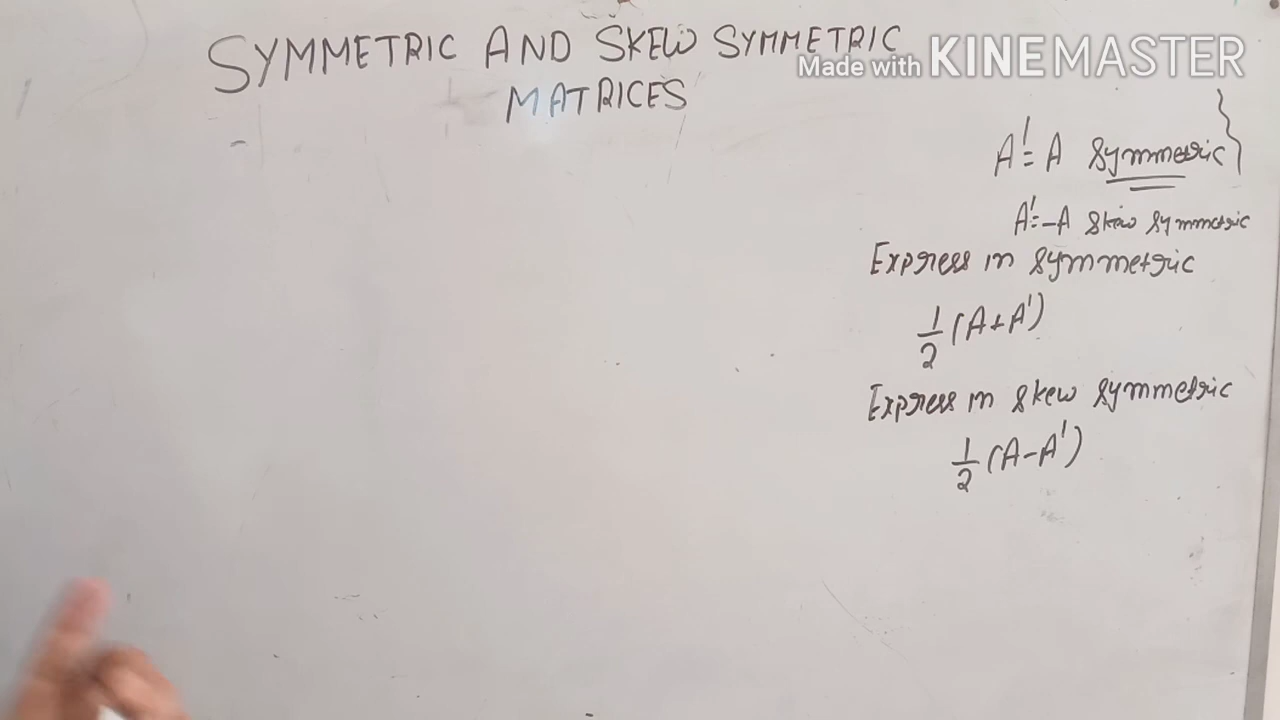 SYMMETRIC AND SKEW SYMMETRIC
MATRICES
Made with KINEMASTER
A' = A Symmetric
A' = -A Skew Symmetric
Express in Symmetric
1/2 (A+A')
Express in Skew Symmetric
1/2 (A-A')